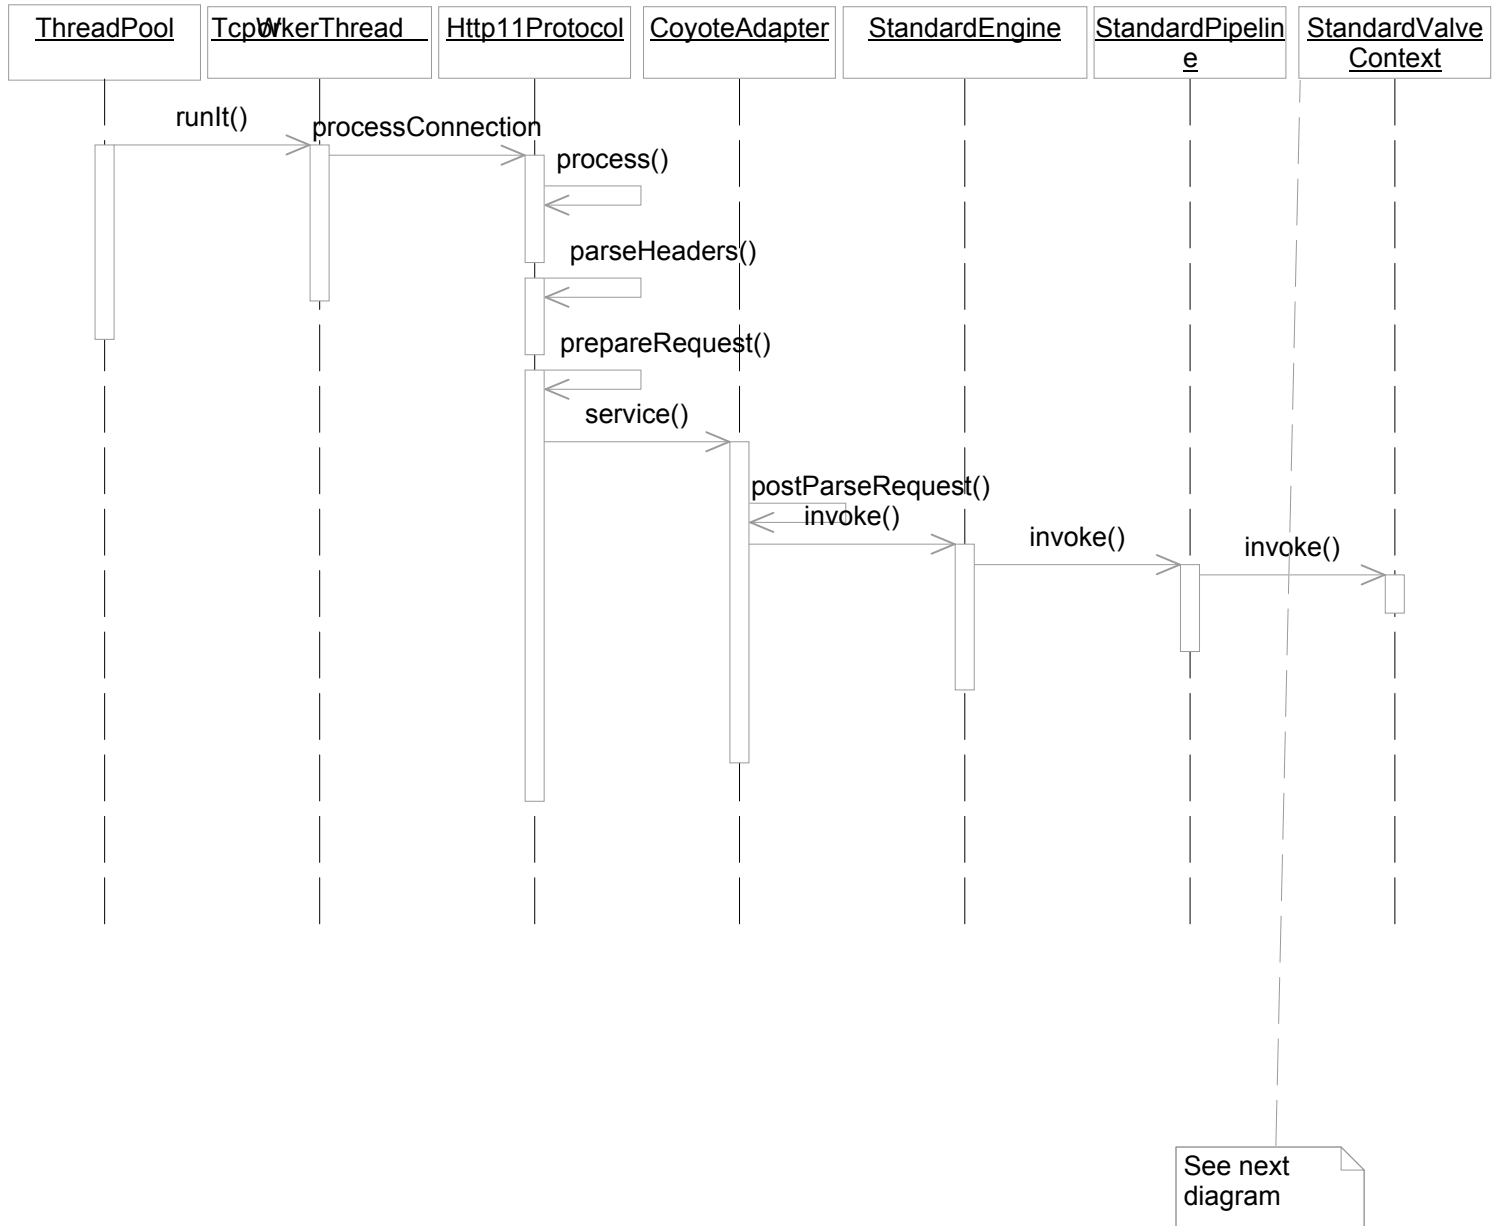 ThreadPool
TcpWorkerThread
Http11Protocol
CoyoteAdapter
StandardEngine
StandardPipelin
e
StandardValve
Context
runIt()
processConnection
process()
parseHeaders()
prepareRequest()
service()
postParseRequest()
invoke()
invoke()
invoke()
See next
diagram